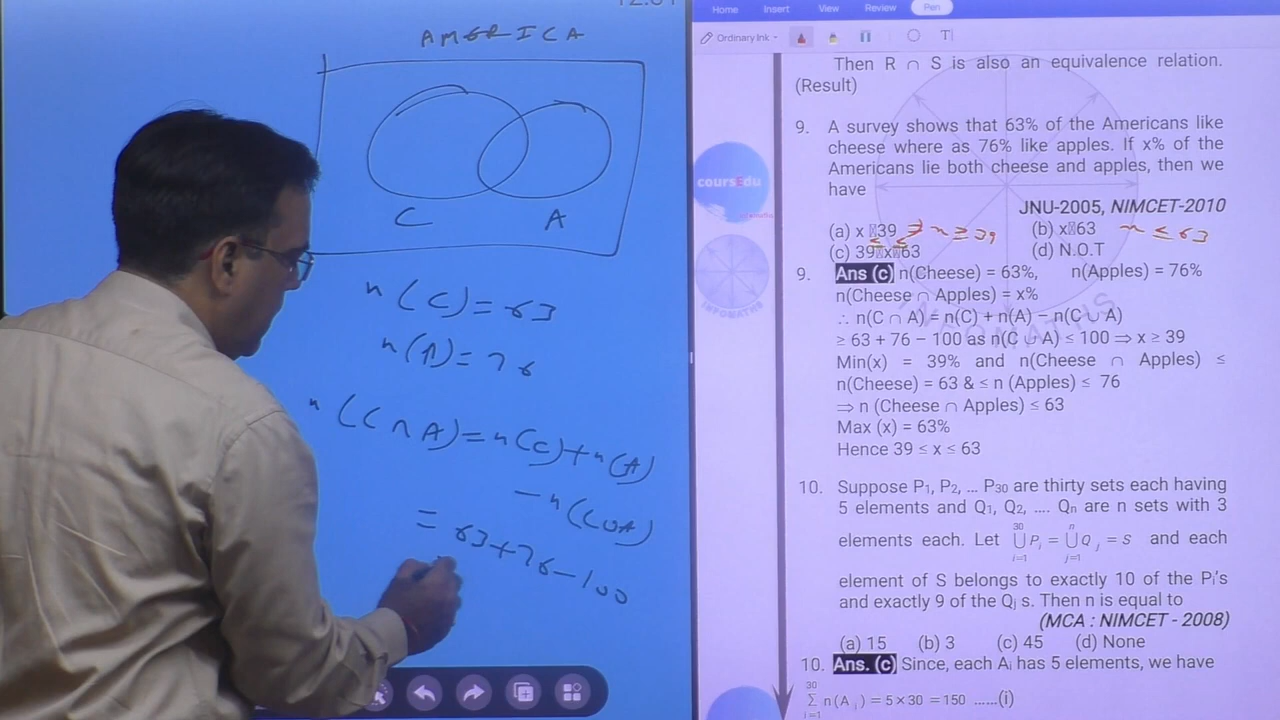 AMERICA
C
A
n(C)=63
n(A)=76
n(C∩A)=n(C)+n(A)
-n(C∪A)
= 63+76-100
Home Insert View Review Pen
Ordinary Ink
Then R ∩ S is also an equivalence relation.
(Result)
9. A survey shows that 63% of the Americans like
cheese where as 76% like apples. If x% of the
Americans lie both cheese and apples, then we
have
JNU-2005, NIMCET-2010
(a) x 39 ⇒ x ≥ 39 (b) x 63 x ≤ 63
(c) 39 ≤ x ≤ 63 (d) N.O.T
9. Ans (c) n(Cheese) = 63%, n(Apples) = 76%
n(Cheese ∩ Apples) = x%
∴ n(C ∩ A) = n(C) + n(A) − n(C ∪ A)
≥ 63 + 76 - 100 as n(C ∪ A) ≤ 100 ⇒ x ≥ 39
Min(x) = 39% and n(Cheese ∩ Apples) ≤
n(Cheese) = 63 & ≤ n (Apples) ≤ 76
⇒ n (Cheese ∩ Apples) ≤ 63
Max (x) = 63%
Hence 39 ≤ x ≤ 63
10. Suppose P1, P2, ... P30 are thirty sets each having
5 elements and Q1, Q2, .... Qn are n sets with 3
elements each. Let 30 ⋃ i=1 Pi = n ⋃ j=1 Q j = S and each
element of S belongs to exactly 10 of the Pi's
and exactly 9 of the Qj s. Then n is equal to
(MCA : NIMCET - 2008)
(a) 15 (b) 3 (c) 45 (d) None
10. Ans. (c) Since, each Ai has 5 elements, we have
30 Σ i=1 n(A i) = 5 × 30 = 150 ......(i)
coursEdu
INFOMATHS